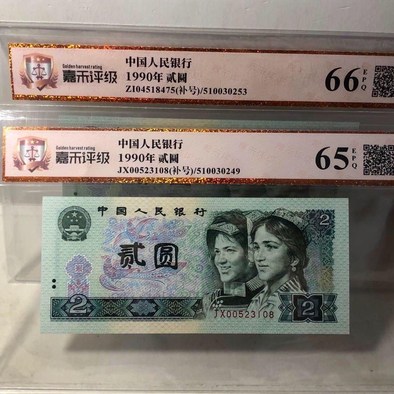 Golden harvest rating
嘉禾评级
中国人民银行
1990年 贰圆
ZI04518475(补号)/510030253
66 EPQ
Golden harvest rating
嘉禾评级
中国人民银行
1990年 贰圆
JX00523108(补号)/510030249
65 EPQ
中国人民银行
贰圆
2
2
2
JX00523108